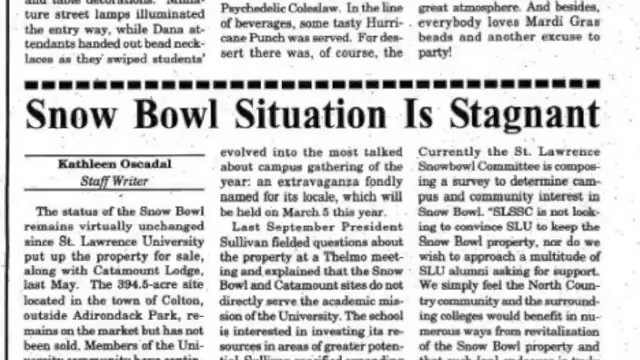 and table decorations. Minia-
ture street lamps illuminated
the entry way, while Dana at-
tendants handed out bead neck-
laces as they swiped students'
Psychedelic Coleslaw. In the line
of beverages, some tasty Hurri-
cane Punch was served. For des-
sert there was, of course, the
great atmosphere. And besides,
everybody loves Mardi Gras
beads and another excuse to
party!
Snow Bowl Situation Is Stagnant
Kathleen Oscadal
Staff Writer
The status of the Snow Bowl
remains virtually unchanged
since St. Lawrence University
put up the property for sale,
along with Catamount Lodge,
last May. The 394.5-acre site
located in the town of Colton,
outside Adirondack Park, re-
mains on the market but has not
been sold. Members of the Uni-
evolved into the most talked
about campus gathering of the
year: an extravaganza fondly
named for its locale, which will
be held on March 5 this year.
Last September President
Sullivan fielded questions about
the property at a Thelmo meet-
ing and explained that the Snow
Bowl and Catamount sites do not
directly serve the academic mis-
sion of the University. The school
is interested in investing its re-
sources in areas of greater poten-
Currently the St. Lawrence
Snowbowl Committee is compos-
ing a survey to determine cam-
pus and community interest in
Snow Bowl. "SLSSC is not look-
ing to convince SLU to keep the
Snow Bowl property, nor do we
wish to approach a multitude of
SLU alumni asking for support.
We simply feel the North Coun-
try community and the surround-
ing colleges would benefit in nu-
merous ways from revitalization
of the Snow Bowl property and